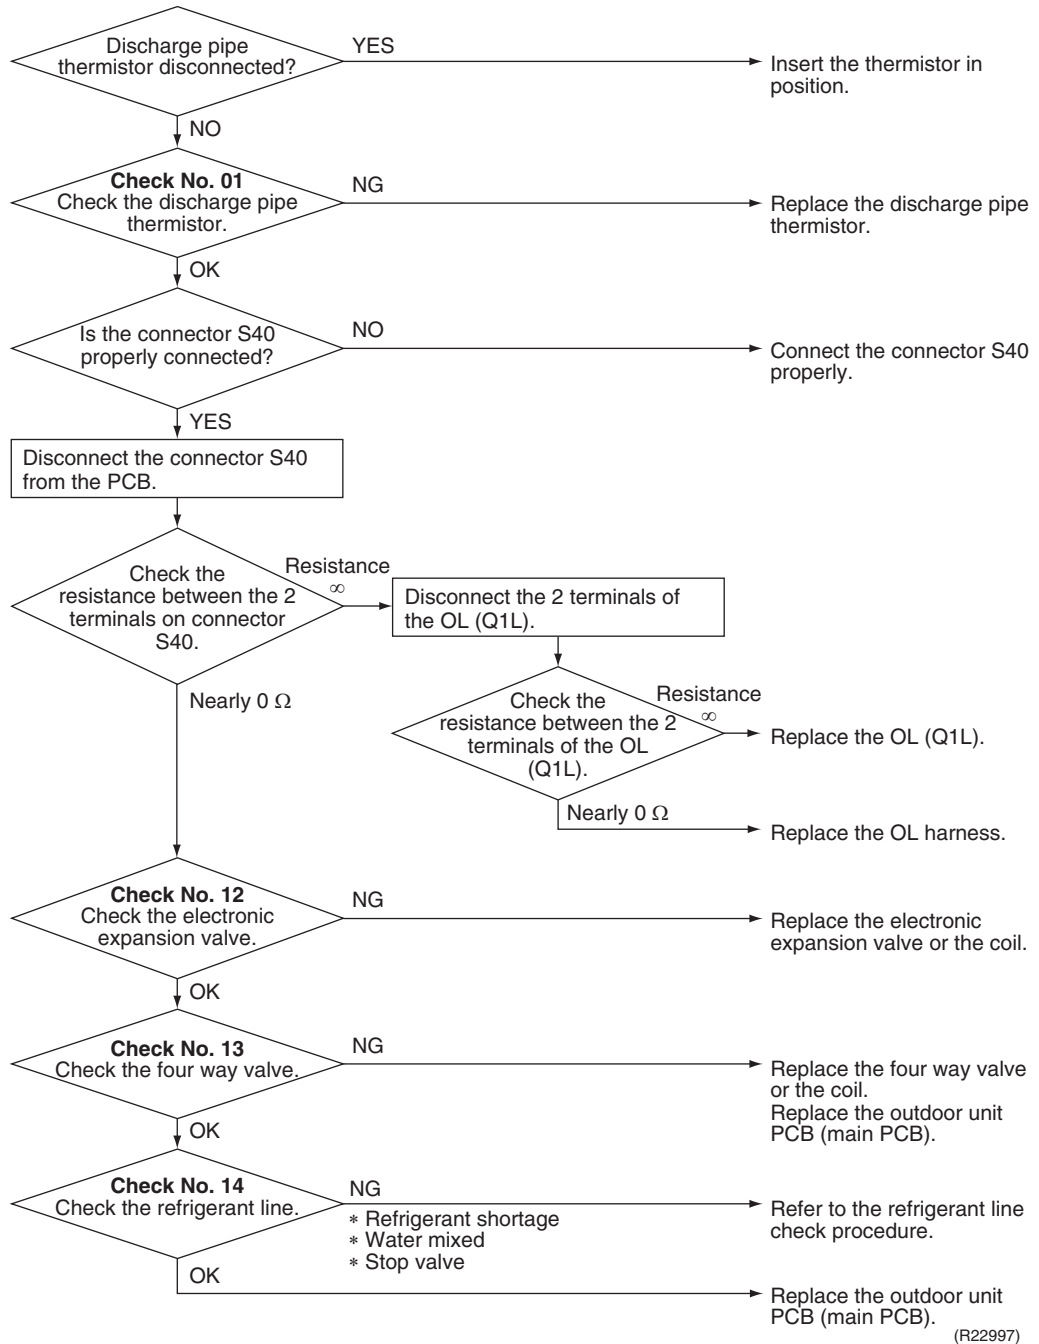 Discharge pipe
thermistor disconnected?
YES
Insert the thermistor in
position.
NO
Check No. 01
Check the discharge pipe
thermistor.
NG
Replace the discharge pipe
thermistor.
OK
Is the connector S40
properly connected?
NO
Connect the connector S40
properly.
YES
Disconnect the connector S40
from the PCB.
Check the
resistance between the 2
terminals on connector
S40.
Resistance
∞
Disconnect the 2 terminals of
the OL (Q1L).
Nearly 0 Ω
Check the
resistance between the 2
terminals of the OL
(Q1L).
Resistance
∞
Replace the OL (Q1L).
Nearly 0 Ω
Replace the OL harness.
Check No. 12
Check the electronic
expansion valve.
NG
Replace the electronic
expansion valve or the coil.
OK
Check No. 13
Check the four way valve.
NG
Replace the four way valve
or the coil.
Replace the outdoor unit
PCB (main PCB).
OK
Check No. 14
Check the refrigerant line.
NG
∗ Refrigerant shortage
∗ Water mixed
∗ Stop valve
Refer to the refrigerant line
check procedure.
OK
Replace the outdoor unit
PCB (main PCB).
(R22997)